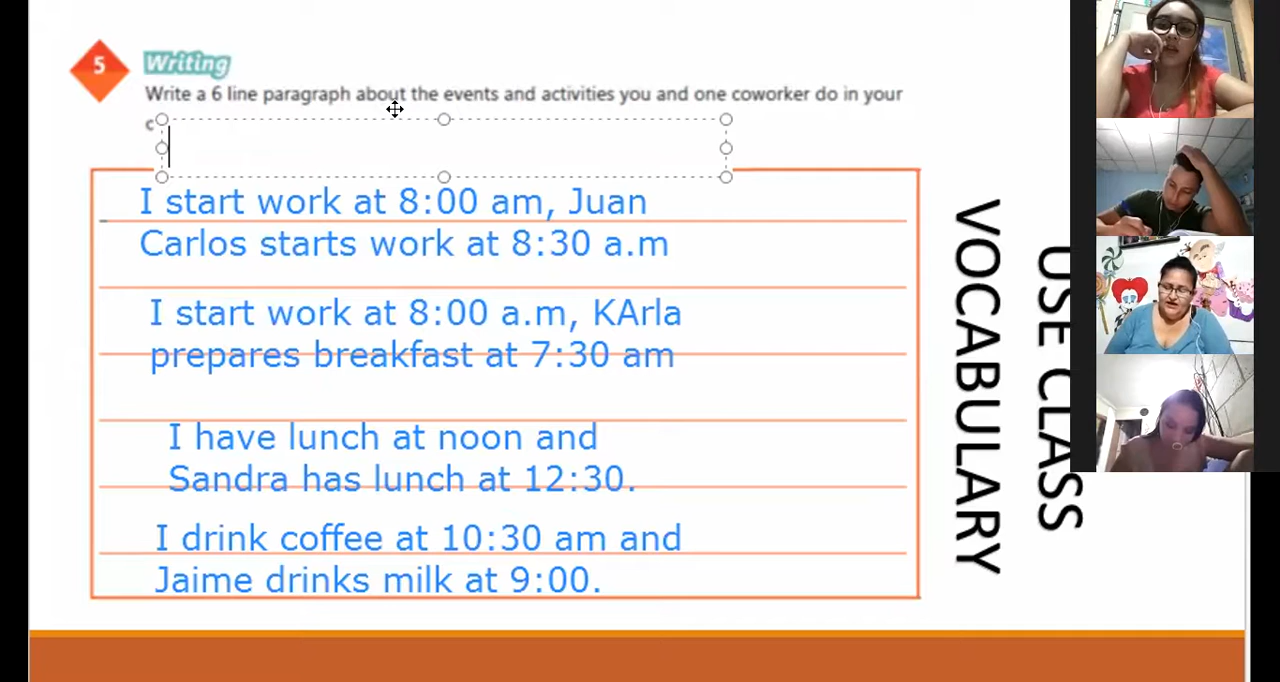 5
Writing
Write a 6 line paragraph about the events and activities you and one coworker do in your
I start work at 8:00 am, Juan
Carlos starts work at 8:30 a.m
I start work at 8:00 a.m, KArla
prepares breakfast at 7:30 am
I have lunch at noon and
Sandra has lunch at 12:30.
I drink coffee at 10:30 am and
Jaime drinks milk at 9:00.
USE CLASS
VOCABULARY